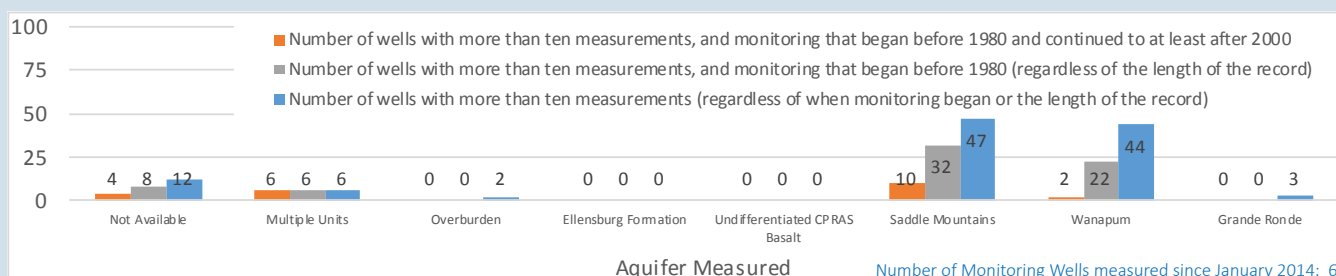 100
75
50
25
0
Number of wells with more than ten measurements, and monitoring that began before 1980 and continued to at least after 2000
Number of wells with more than ten measurements, and monitoring that began before 1980 (regardless of the length of the record)
Number of wells with more than ten measurements (regardless of when monitoring began or the length of the record)
4 8 12 6 6 6 0 0 2 0 0 0 0 0 0 10 32 47 2 22 44 0 0 3
Not Available Multiple Units Overburden Ellensburg Formation Undifferentiated CPRAS Saddle Mountains Wanapum Grande Ronde
Basalt
Aquifer Measured
Number of Monitoring Wells measured since January 2014: 6